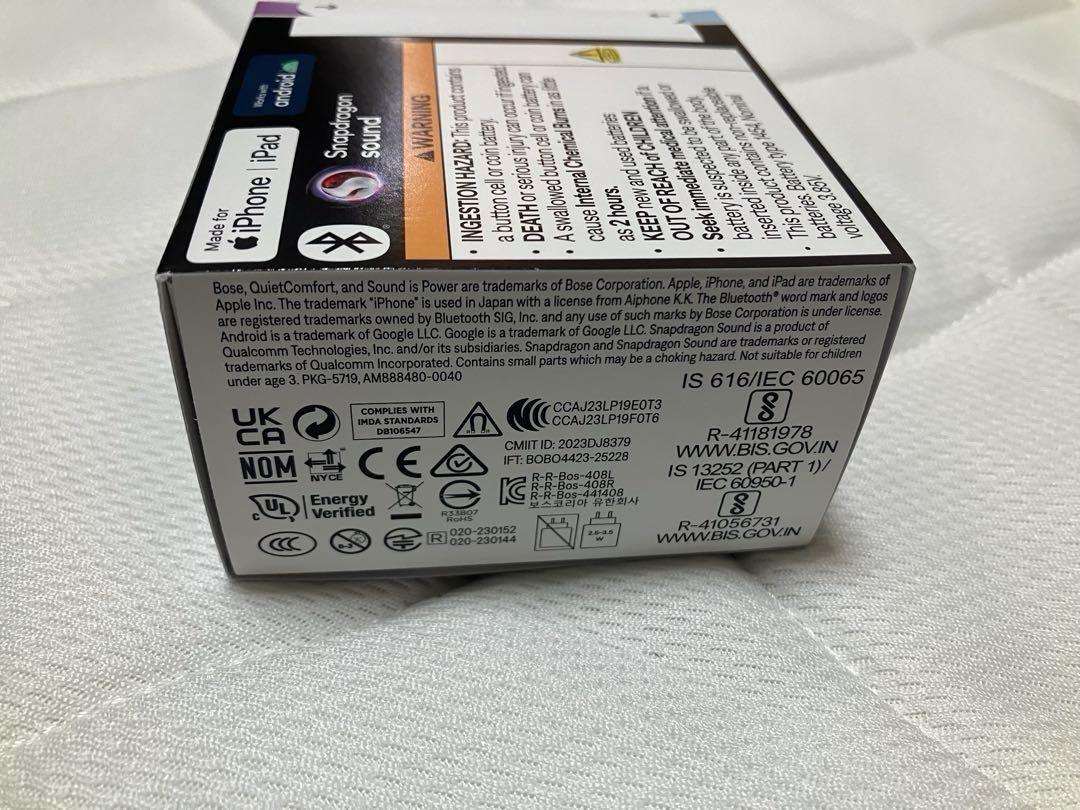 Works with
android
Made for
iPhone | iPad
Snapdragon
sound
WARNING
• INGESTION HAZARD: This product contains
a button cell or coin battery.
• DEATH or serious injury can occur if ingested.
• A swallowed button cell or coin battery can
cause Internal Chemical Burns in as little
as 2 hours.
• KEEP new and used batteries
OUT OF REACH of CHILDREN
• Seek immediate medical attention if a
battery is suspected to be swallowed or
inserted inside any part of the body.
• This product contains non-replaceable
batteries. Battery type 1454, Nominal
voltage 3.85V.
Bose, QuietComfort, and Sound is Power are trademarks of Bose Corporation. Apple, iPhone, and iPad are trademarks of
Apple Inc. The trademark "iPhone" is used in Japan with a license from Aiphone K.K. The Bluetooth® word mark and logos
are registered trademarks owned by Bluetooth SIG, Inc. and any use of such marks by Bose Corporation is under license.
Android is a trademark of Google LLC. Google is a trademark of Google LLC. Snapdragon Sound is a product of
Qualcomm Technologies, Inc. and/or its subsidiaries. Snapdragon and Snapdragon Sound are trademarks or registered
trademarks of Qualcomm Incorporated. Contains small parts which may be a choking hazard. Not suitable for children
under age 3. PKG-5719, AM888480-0040
UK
CA
COMPLIES WITH
IMDA STANDARDS
DB106547
CCAJ23LP19E0T3
CCAJ23LP19F0T6
CMIIT ID: 2023DJ8379
IFT: BOBO4423-25228
NOM
NYCE
CE
R-R-Bos-408L
R-R-Bos-408R
R-R-Bos-441408
보스코리아 유한회사
UL
Energy
Verified
R33807
RoHS
CCC
R 020-230152
020-230144
2.5-3.5
W
IS 616/IEC 60065
R-41181978
WWW.BIS.GOV.IN
IS 13252 (PART 1)/
IEC 60950-1
R-41056731
WWW.BIS.GOV.IN